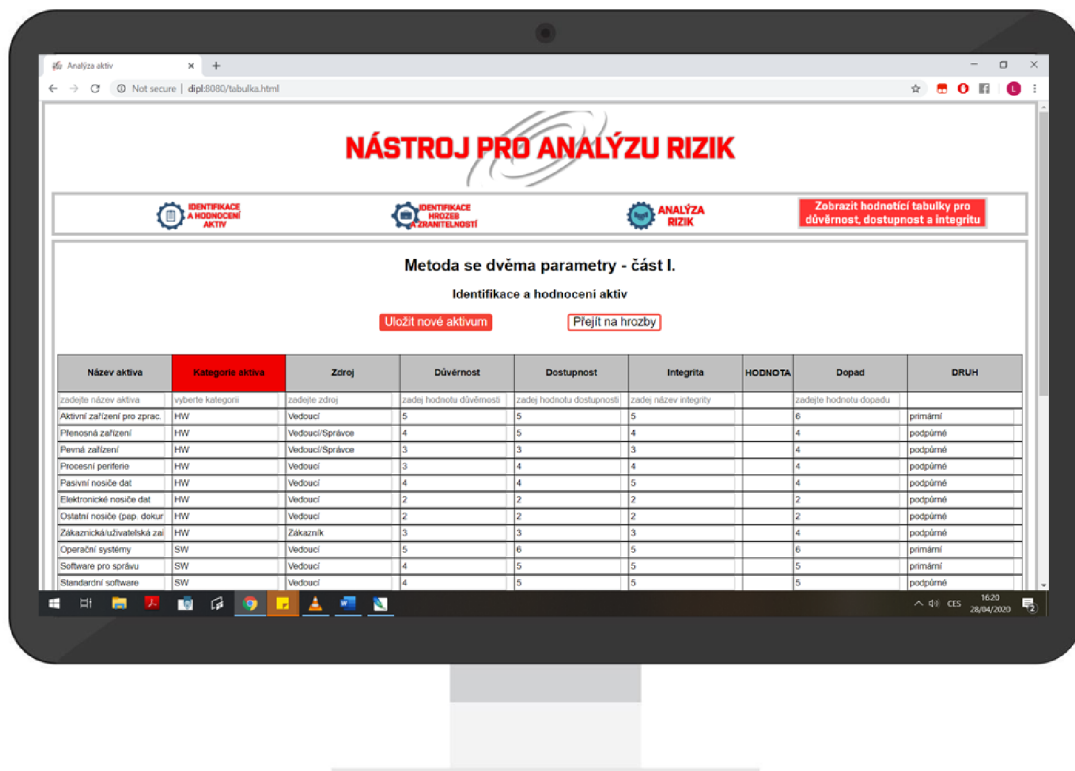 Analýza aktiv
Not secure | dipl:8080/tabulka.html
L
NÁSTROJ PRO ANALÝZU RIZIK
IDENTIFIKACE
A HODNOCENÍ
AKTIV
IDENTIFIKACE
HROZEB
A ZRANITELNOSTÍ
ANALÝZA
RIZIK
Zobrazit hodnotící tabulky pro
důvěrnost, dostupnost a integritu
Metoda se dvěma parametry - část I.
Identifikace a hodnocení aktiv
Uložit nové aktivum Přejít na hrozby
Název aktiva Kategorie aktiva Zdroj Důvěrnost Dostupnost Integrita HODNOTA Dopad DRUH
zadejte název aktiva vyberte kategorii zadejte zdroj zadej hodnotu důvěrnosti zadej hodnotu dostupnosti zadej název integrity zadejte hodnotu dopadu
Aktivní zařízení pro zprac. HW Vedoucí 5 5 5 6 primární
Přenosná zařízení HW Vedoucí/Správce 4 5 4 4 podpůrné
Pevná zařízení HW Vedoucí/Správce 3 3 3 4 podpůrné
Procesní periferie HW Vedoucí 3 4 4 4 podpůrné
Pasivní nosiče dat HW Vedoucí 4 4 5 4 podpůrné
Elektronické nosiče dat HW Vedoucí 2 2 2 2 podpůrné
Ostatní nosiče (pap. dokur HW Vedoucí 2 2 2 2 podpůrné
Zákaznická/uživatelská zai HW Zákazník 3 3 3 4 podpůrné
Operační systémy SW Vedoucí 5 6 5 6 primární
Software pro správu SW Vedoucí 4 5 5 5 primární
Standardní software SW Vedoucí 4 5 5 5 podpůrné
CES 16:20
28/04/2020
2